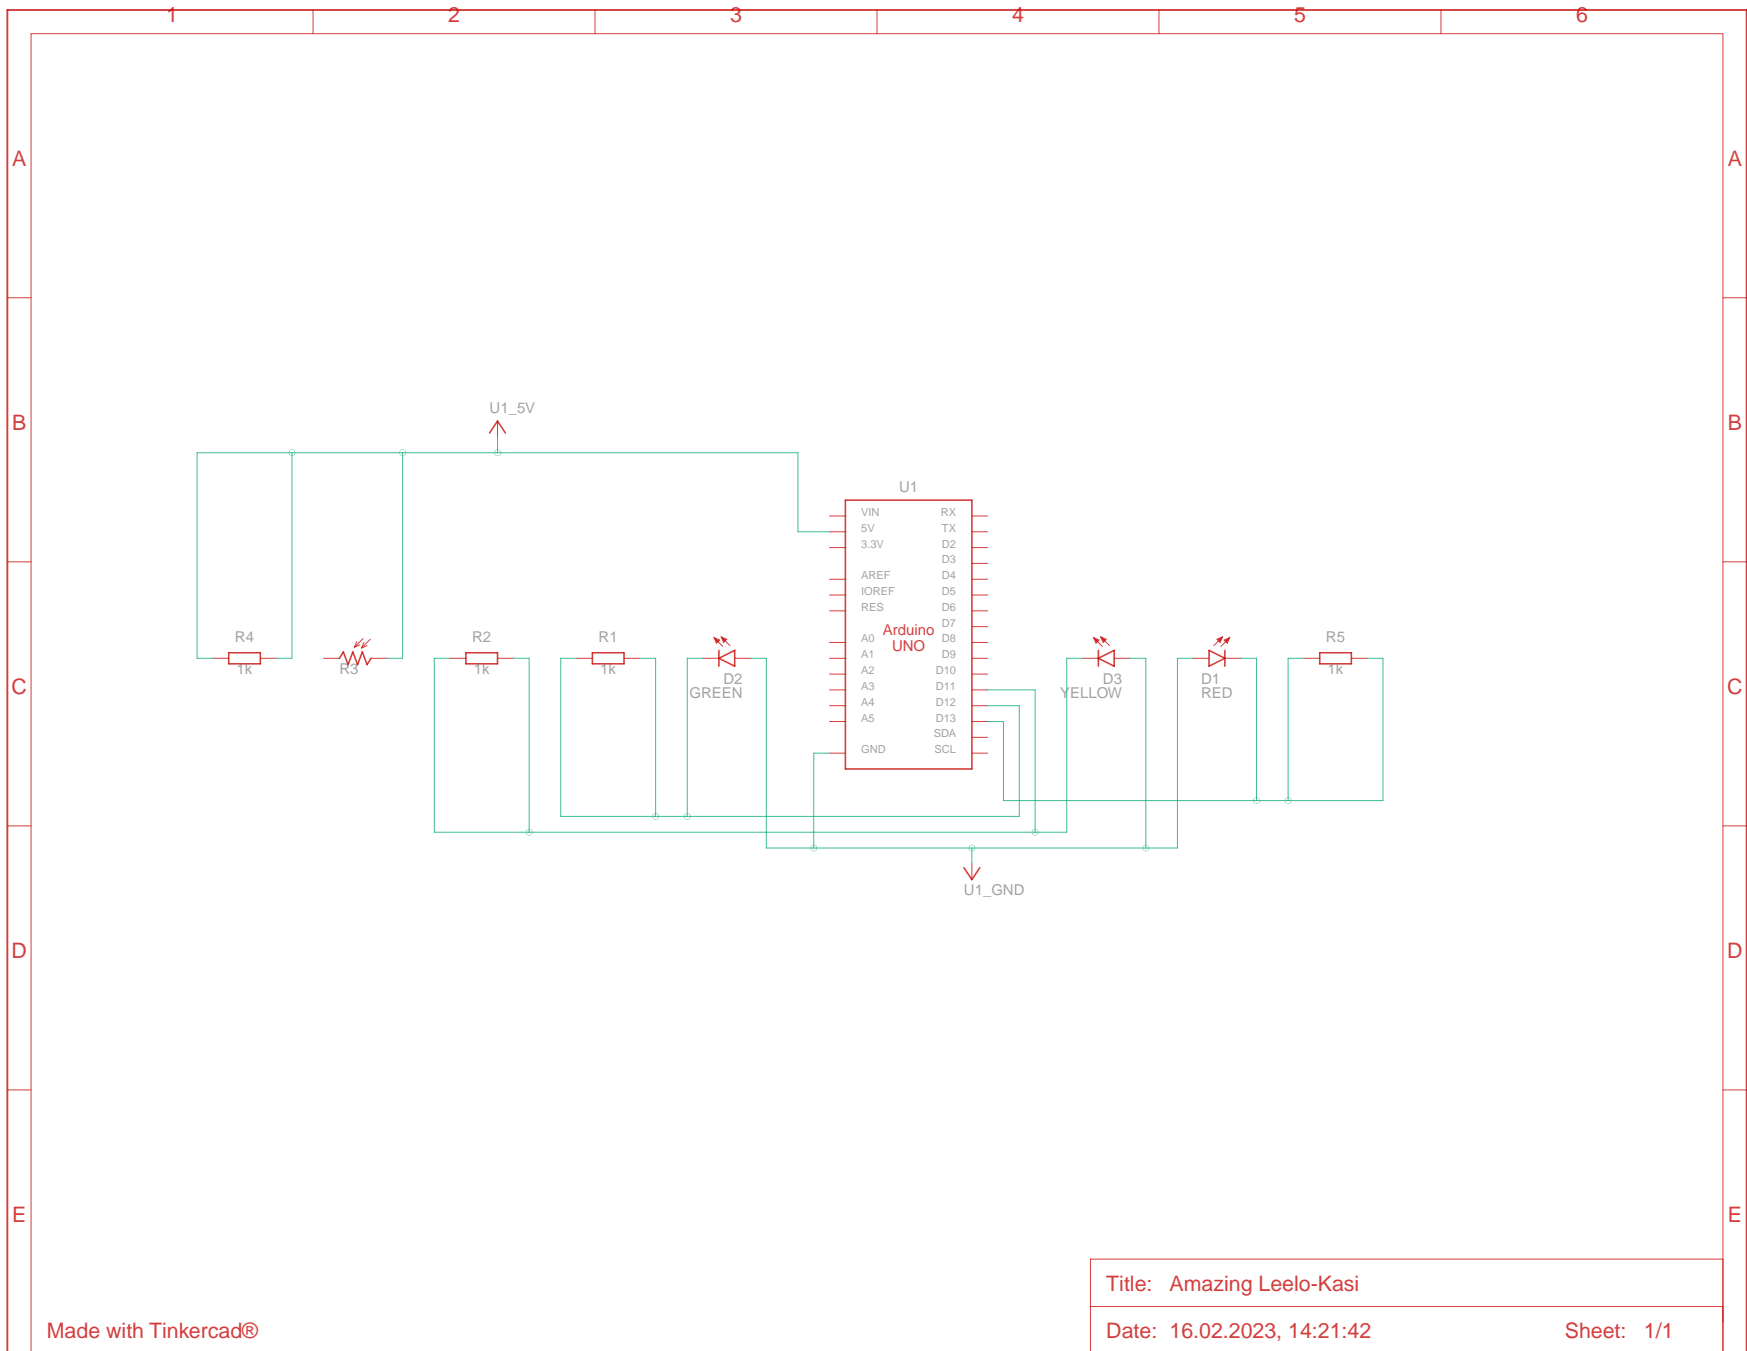 1 2 3 4 5 6
A A
U1_5V
B B
U1
VIN RX
5V TX
3.3V D2
D3
AREF D4
IOREF D5
RES D6
D7
A0 Arduino D8
UNO
A1 D9
A2 D10
A3 D11
A4 D12
A5 D13
SDA
GND SCL
R4 R3 R2 R1 R5
1k 1k 1k 1k
D2 D3 D1
GREEN YELLOW RED
C C
U1_GND
D D
E E
Title: Amazing Leelo-Kasi
Made with Tinkercad® Date: 16.02.2023, 14:21:42 Sheet: 1/1